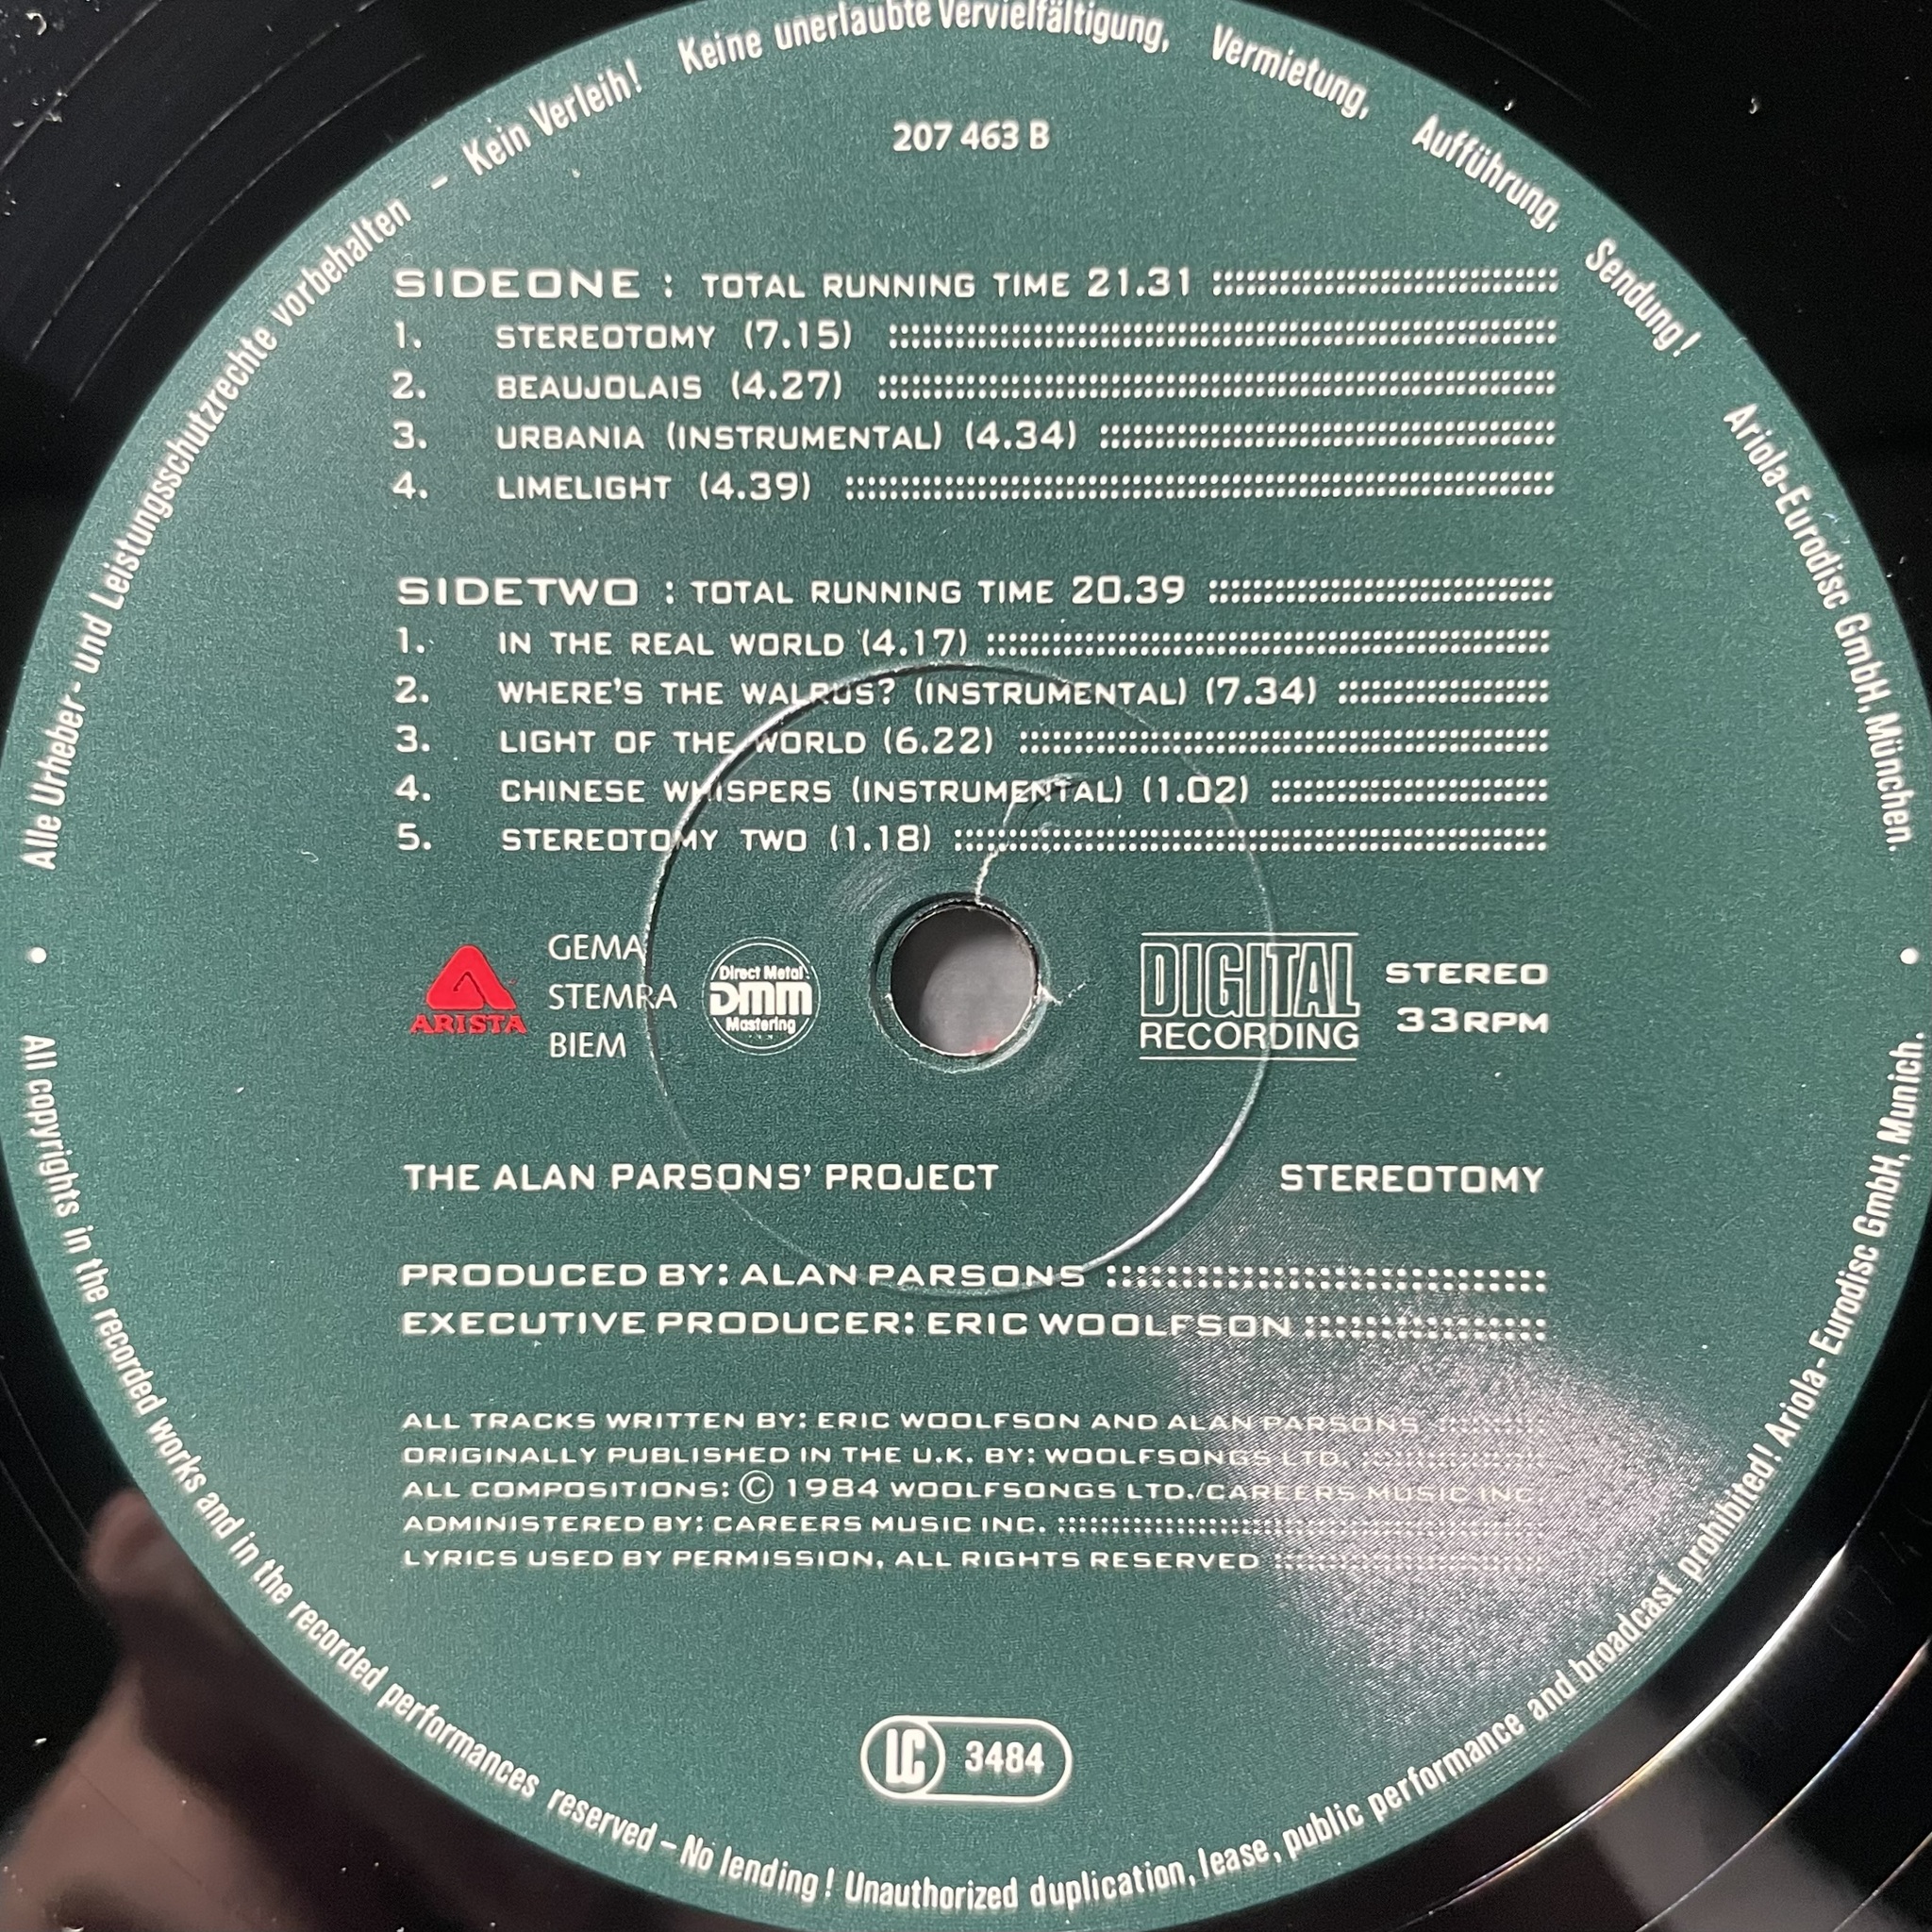 Alle Urheber- und Leistungsschutzrechte vorbehalten – Kein Verleih! Keine unerlaubte Vervielfältigung, Vermietung, Aufführung, Sendung! Ariola-Eurodisc GmbH, München.
207 463 B
SIDEONE : TOTAL RUNNING TIME 21.31
1. STEREOTOMY (7.15)
2. BEAUJOLAIS (4.27)
3. URBANIA (INSTRUMENTAL) (4.34)
4. LIMELIGHT (4.39)
SIDETWO : TOTAL RUNNING TIME 20.39
1. IN THE REAL WORLD (4.17)
2. WHERE'S THE WALRUS? (INSTRUMENTAL) (7.34)
3. LIGHT OF THE WORLD (6.22)
4. CHINESE WHISPERS (INSTRUMENTAL) (1.02)
5. STEREOTOMY TWO (1.18)
ARISTA
GEMA
STEMRA
BIEM
Direct Metal
DMM
Mastering
DIGITAL
RECORDING
STEREO
33RPM
THE ALAN PARSONS' PROJECT STEREOTOMY
PRODUCED BY: ALAN PARSONS
EXECUTIVE PRODUCER: ERIC WOOLFSON
ALL TRACKS WRITTEN BY: ERIC WOOLFSON AND ALAN PARSONS
ORIGINALLY PUBLISHED IN THE U.K. BY: WOOLFSONGS LTD.
ALL COMPOSITIONS: © 1984 WOOLFSONGS LTD./CAREERS MUSIC INC.
ADMINISTERED BY: CAREERS MUSIC INC.
LYRICS USED BY PERMISSION, ALL RIGHTS RESERVED
LC 3484
All copyrights in the recorded works and in the recorded performances reserved – No lending! Unauthorized duplication, lease, public performance and broadcast prohibited! Ariola-Eurodisc GmbH, Munich.